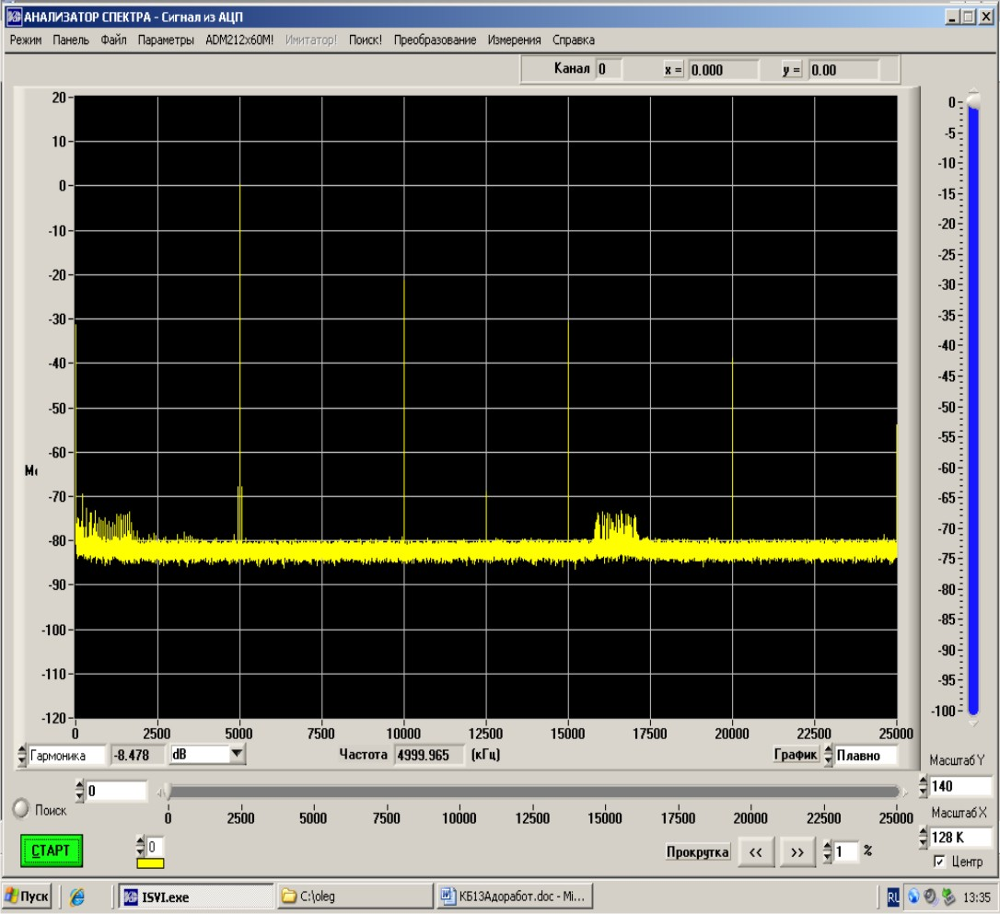 АНАЛИЗАТОР СПЕКТРА - Сигнал из АЦП
Режим Панель Файл Параметры ADM212x60M! Имитатор! Поиск! Преобразование Измерения Справка
Канал 0 x = 0.000 y = 0.00
20
10
0
-10
-20
-30
-40
-50
-60
-70
-80
-90
-100
-110
-120
0 2500 5000 7500 10000 12500 15000 17500 20000 22500 25000
0
-5
-10
-15
-20
-25
-30
-35
-40
-45
-50
-55
-60
-65
-70
-75
-80
-85
-90
-95
-100
Гармоника -8.478 dB Частота 4999.965 (кГц) График Плавно
Масштаб Y
140
Масштаб X
128 K
Центр
0
Поиск
0 2500 5000 7500 10000 12500 15000 17500 20000 22500 25000
СТАРТ 0 Прокрутка << >> 1 %
Пуск ISVI.exe C:\oleg КБ13Адоработ.doc - Mi... RL 13:35